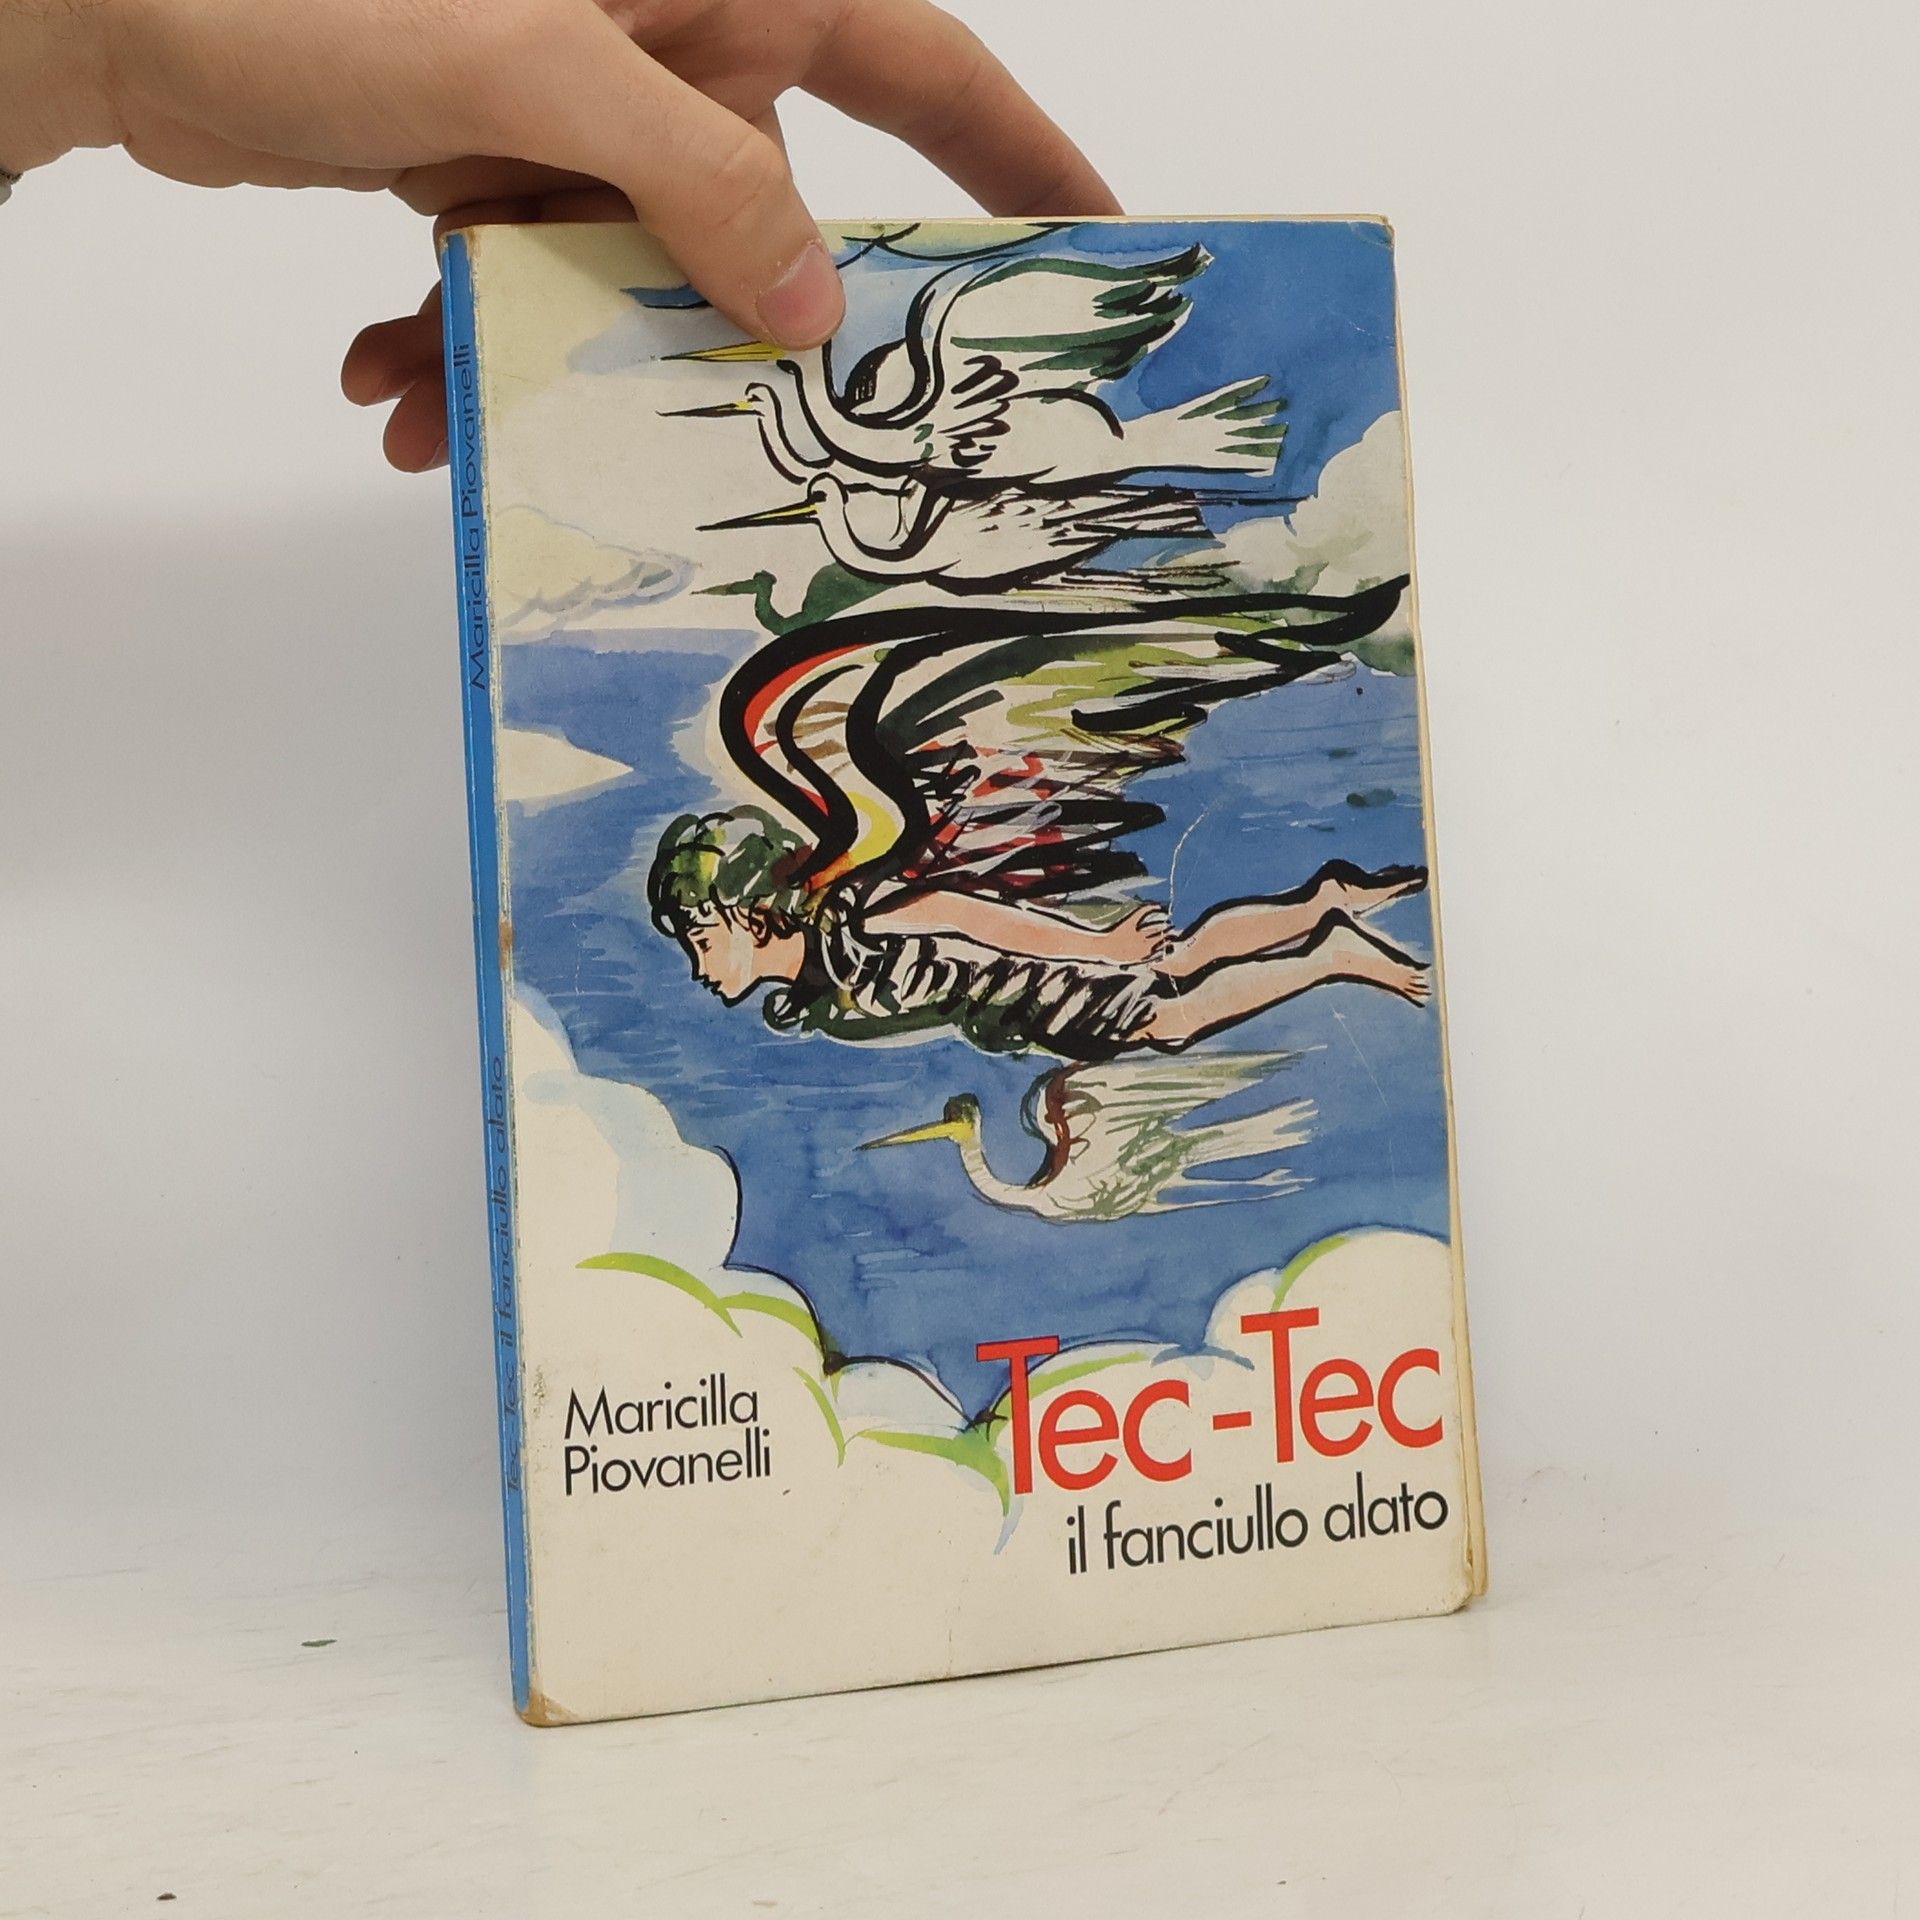 Maricilla Piovanelli
Tec-Tec il fanciullo alato
Maricilla
Piovanelli
Tec-Tec
il fanciullo alato